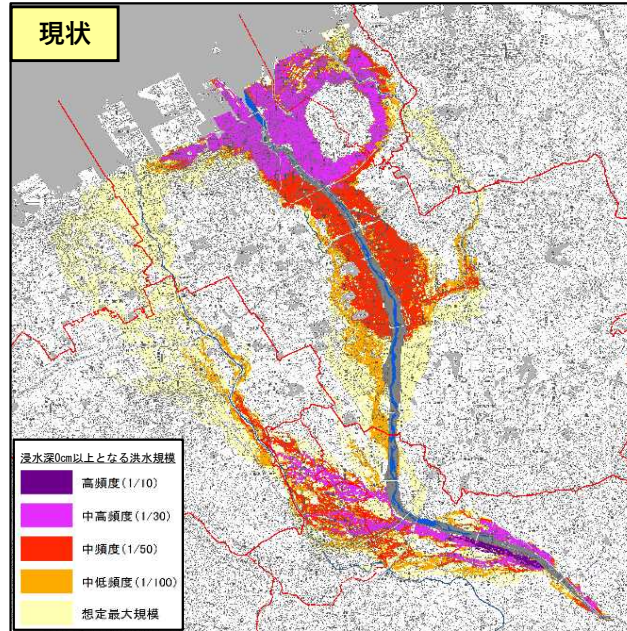 現状
浸水深0cm以上となる洪水規模
高頻度(1/10)
中高頻度(1/30)
中頻度(1/50)
中低頻度(1/100)
想定最大規模